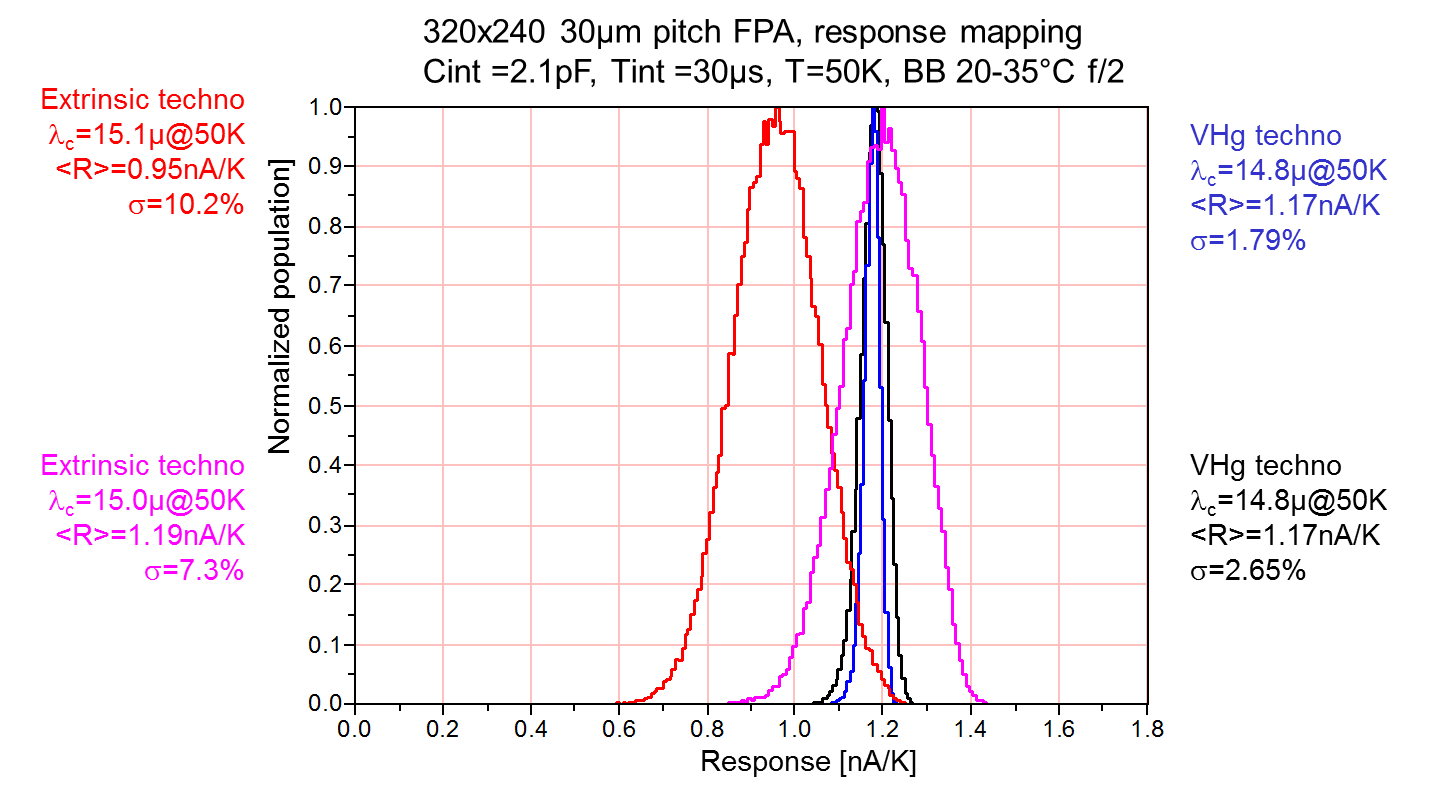 320x240 30µm pitch FPA, response mapping
Cint =2.1pF, Tint =30µs, T=50K, BB 20-35°C f/2
Extrinsic techno
λc=15.1µ@50K
<R>=0.95nA/K
σ=10.2%
Extrinsic techno
λc=15.0µ@50K
<R>=1.19nA/K
σ=7.3%
Normalized population]
1.0
0.9
0.8
0.7
0.6
0.5
0.4
0.3
0.2
0.1
0.0
0.0 0.2 0.4 0.6 0.8 1.0 1.2 1.4 1.6 1.8
Response [nA/K]
VHg techno
λc=14.8µ@50K
<R>=1.17nA/K
σ=1.79%
VHg techno
λc=14.8µ@50K
<R>=1.17nA/K
σ=2.65%